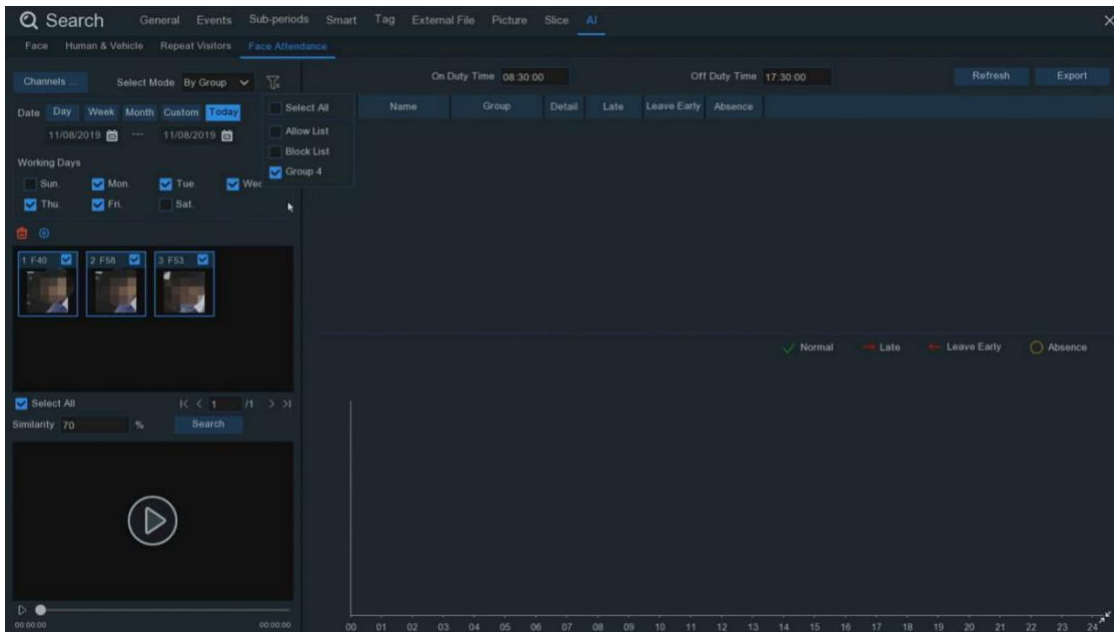 Search General Events Sub-periods Smart Tag External File Picture Slice AI
Face Human & Vehicle Repeat Visitors Face Attendance
Channels ... Select Mode By Group On Duty Time 08:30:00 Off Duty Time 17:30:00 Refresh Export
Date Day Week Month Custom Today Select All Name Group Detail Late Leave Early Absence
11/08/2019 --- 11/08/2019 Allow List
Block List
Working Days Group 4
Sun. Mon. Tue. Wed
Thu. Fri. Sat.
1 F40 2 F58 3 F53
Normal Late Leave Early Absence
Select All 1 /1
Similarity 70 % Search
00:00:00 00:00:00
00 01 02 03 04 05 06 07 08 09 10 11 12 13 14 15 16 17 18 19 20 21 22 23 24